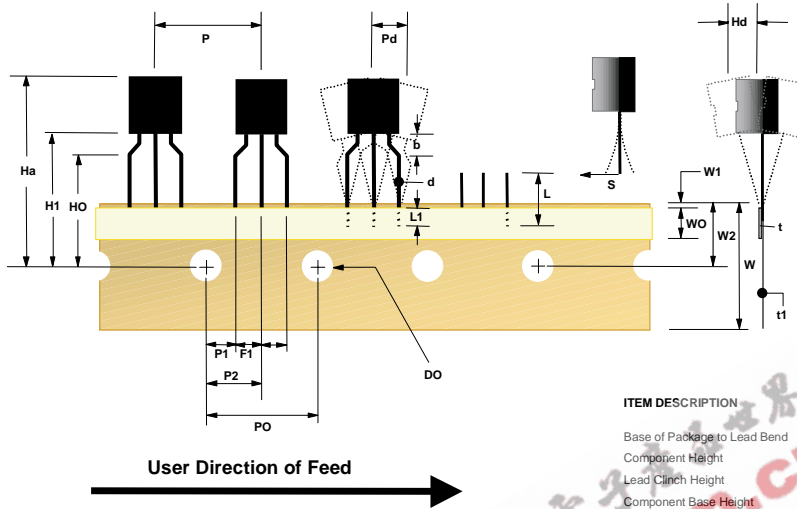 P
Pd
Hd
Ha
H1
HO
b
d
L
L1
S
W1
WO
W2
W
t
t1
P1
F1
P2
PO
DO
User Direction of Feed
ITEM DESCRIPTION
Base of Package to Lead Bend
Component Height
Lead Clinch Height
Component Base Height